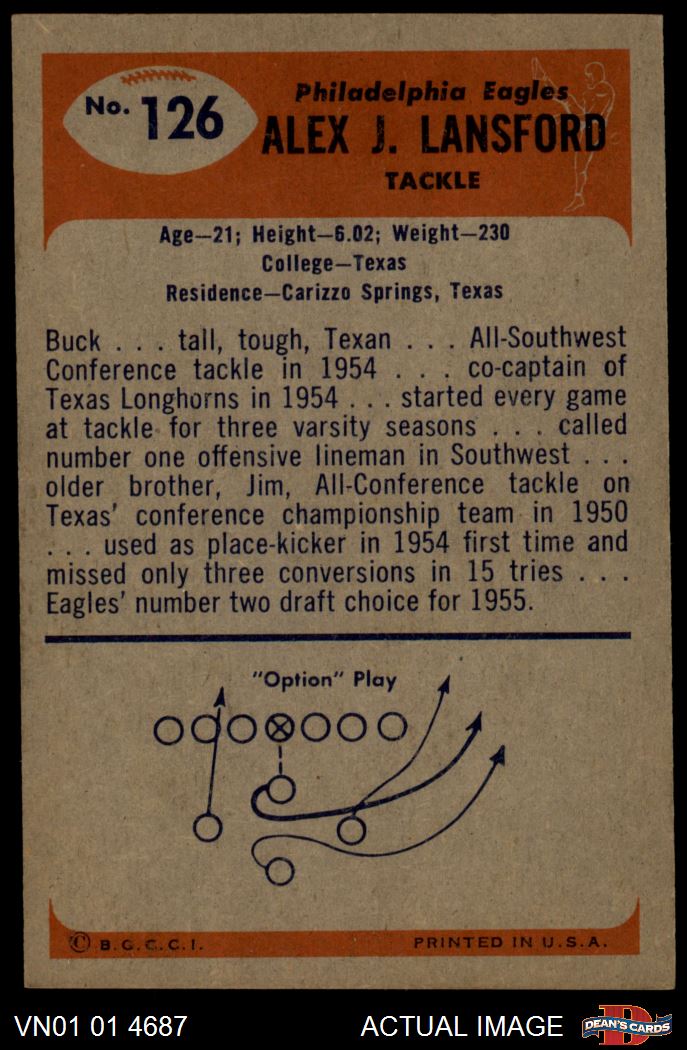 No. 126
Philadelphia Eagles
ALEX J. LANSFORD
TACKLE
Age—21; Height—6.02; Weight—230
College—Texas
Residence—Carizzo Springs, Texas
Buck . . . tall, tough, Texan . . . All-Southwest
Conference tackle in 1954 . . . co-captain of
Texas Longhorns in 1954 . . . started every game
at tackle for three varsity seasons . . . called
number one offensive lineman in Southwest . . .
older brother, Jim, All-Conference tackle on
Texas' conference championship team in 1950
. . . used as place-kicker in 1954 first time and
missed only three conversions in 15 tries . . .
Eagles' number two draft choice for 1955.
"Option" Play
© B.G.C.C.I.
PRINTED IN U.S.A.
VN01 01 4687
ACTUAL IMAGE
D
DEAN'S CARDS